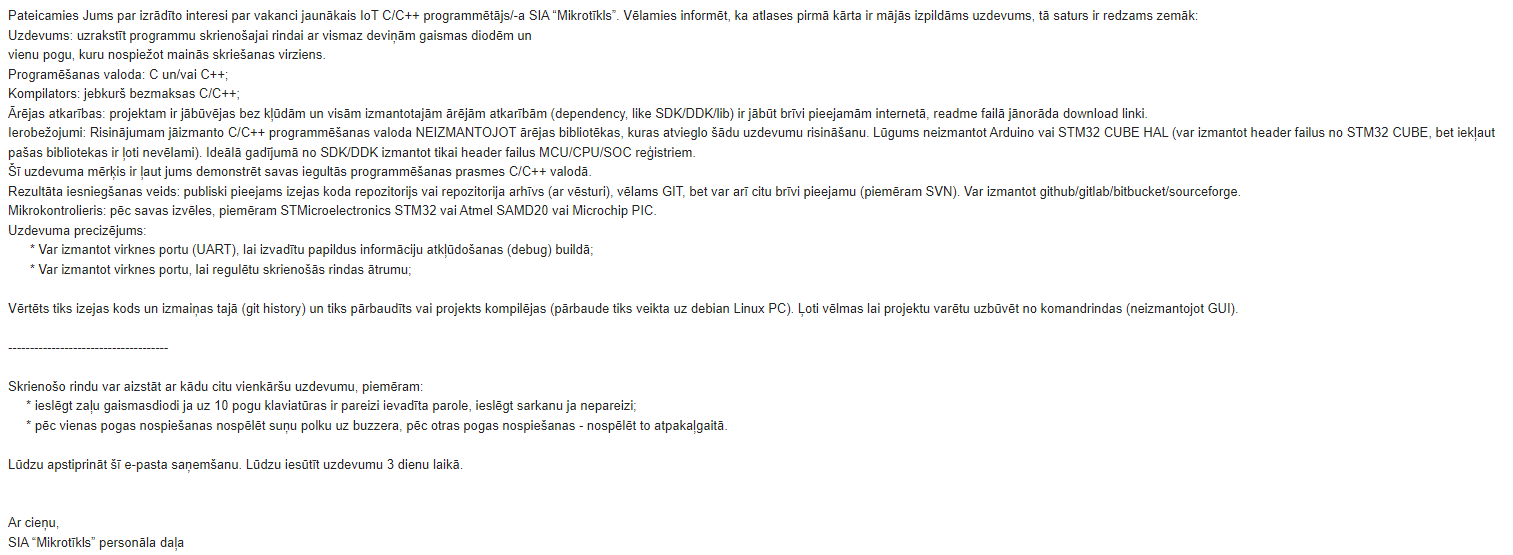 Pateicamies Jums par izrādīto interesi par vakanci jaunākais IoT C/C++ programmētājs/-a SIA “Mikrotīkls”. Vēlamies informēt, ka atlases pirmā kārta ir mājās izpildāms uzdevums, tā saturs ir redzams zemāk:
Uzdevums: uzrakstīt programmu skrienošajai rindai ar vismaz deviņām gaismas diodēm un
vienu pogu, kuru nospiežot mainās skriešanas virziens.
Programēšanas valoda: C un/vai C++;
Kompilators: jebkurš bezmaksas C/C++;
Ārējas atkarības: projektam ir jābūvējas bez kļūdām un visām izmantotajām ārējām atkarībām (dependency, like SDK/DDK/lib) ir jābūt brīvi pieejamām internetā, readme failā jānorāda download linki.
Ierobežojumi: Risinājumam jāizmanto C/C++ programmēšanas valoda NEIZMANTOJOT ārējas bibliotēkas, kuras atvieglo šādu uzdevumu risināšanu. Lūgums neizmantot Arduino vai STM32 CUBE HAL (var izmantot header failus no STM32 CUBE, bet iekļaut
pašas bibliotekas ir ļoti nevēlami). Ideālā gadījumā no SDK/DDK izmantot tikai header failus MCU/CPU/SOC reģistriem.
Šī uzdevuma mērķis ir ļaut jums demonstrēt savas iegultās programmēšanas prasmes C/C++ valodā.
Rezultāta iesniegšanas veids: publiski pieejams izejas koda repozitorijs vai repozitorija arhīvs (ar vēsturi), vēlams GIT, bet var arī citu brīvi pieejamu (piemēram SVN). Var izmantot github/gitlab/bitbucket/sourceforge.
Mikrokontrolieris: pēc savas izvēles, piemēram STMicroelectronics STM32 vai Atmel SAMD20 vai Microchip PIC.
Uzdevuma precizējums:
* Var izmantot virknes portu (UART), lai izvadītu papildus informāciju atkļūdošanas (debug) buildā;
* Var izmantot virknes portu, lai regulētu skrienošās rindas ātrumu;
Vērtēts tiks izejas kods un izmaiņas tajā (git history) un tiks pārbaudīts vai projekts kompilējas (pārbaude tiks veikta uz debian Linux PC). Ļoti vēlmas lai projektu varētu uzbūvēt no komandrindas (neizmantojot GUI).
-------------------------------------
Skrienošo rindu var aizstāt ar kādu citu vienkāršu uzdevumu, piemēram:
* ieslēgt zaļu gaismasdiodi ja uz 10 pogu klaviatūras ir pareizi ievadīta parole, ieslēgt sarkanu ja nepareizi;
* pēc vienas pogas nospiešanas nospēlēt suņu polku uz buzzera, pēc otras pogas nospiešanas - nospēlēt to atpakaļgaitā.
Lūdzu apstiprināt šī e-pasta saņemšanu. Lūdzu iesūtīt uzdevumu 3 dienu laikā.
Ar cieņu,
SIA “Mikrotīkls” personāla daļa